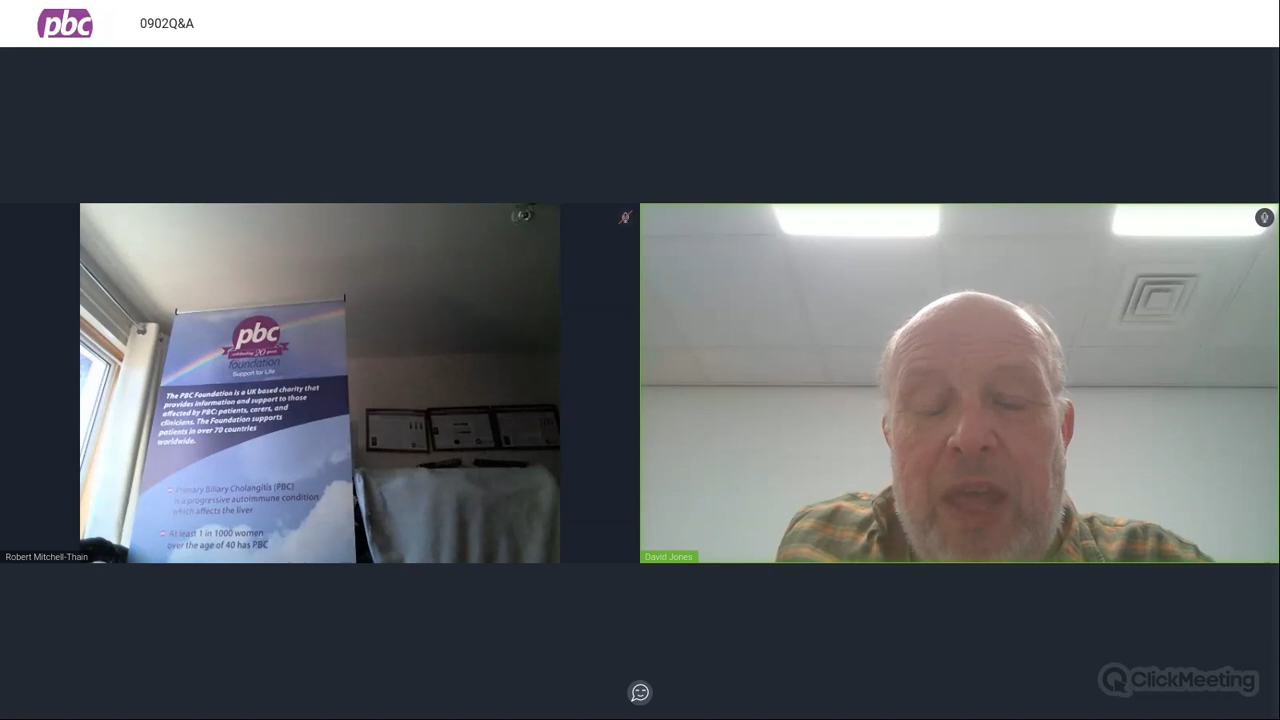 pbc
0902Q&A
pbc
celebrating 20 years
foundation
Support for Life
The PBC Foundation is a UK based charity that
provides information and support to those
affected by PBC: patients, carers, and
clinicians. The Foundation supports
patients in over 70 countries
worldwide.
Primary Biliary Cholangitis (PBC)
is a progressive autoimmune condition
which affects the liver
At least 1 in 1000 women
over the age of 40 has PBC
Robert Mitchell-Thain
David Jones
ClickMeeting